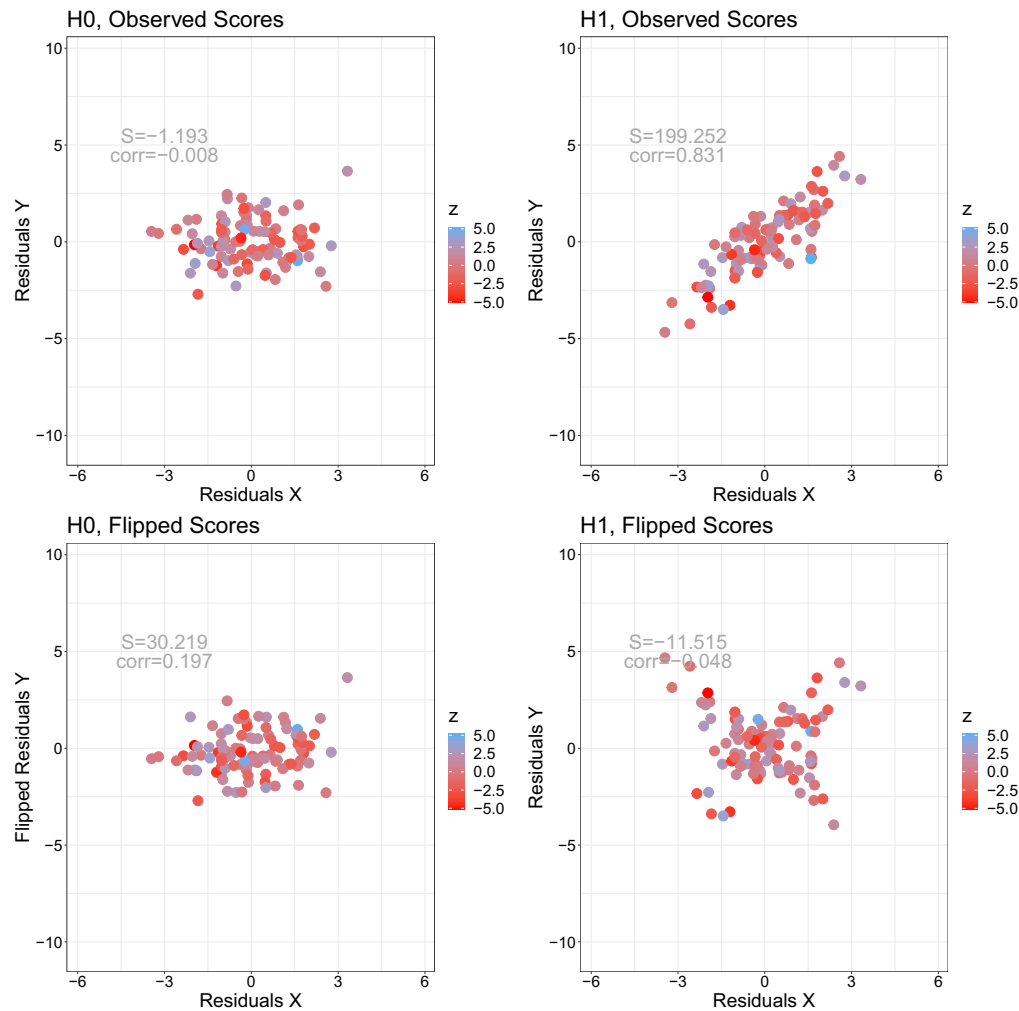 H0, Observed Scores
10
5
0
−5
−10
S=−1.193
corr=−0.008
−6 −3 0 3 6
Residuals X
Residuals Y
z
5.0
2.5
0.0
−2.5
−5.0
H1, Observed Scores
10
5
0
−5
−10
S=199.252
corr=0.831
−6 −3 0 3 6
Residuals X
Residuals Y
z
5.0
2.5
0.0
−2.5
−5.0
H0, Flipped Scores
10
5
0
−5
−10
S=30.219
corr=0.197
−6 −3 0 3 6
Residuals X
Flipped Residuals Y
z
5.0
2.5
0.0
−2.5
−5.0
H1, Flipped Scores
10
5
0
−5
−10
S=−11.515
corr=−0.048
−6 −3 0 3 6
Residuals X
Residuals Y
z
5.0
2.5
0.0
−2.5
−5.0